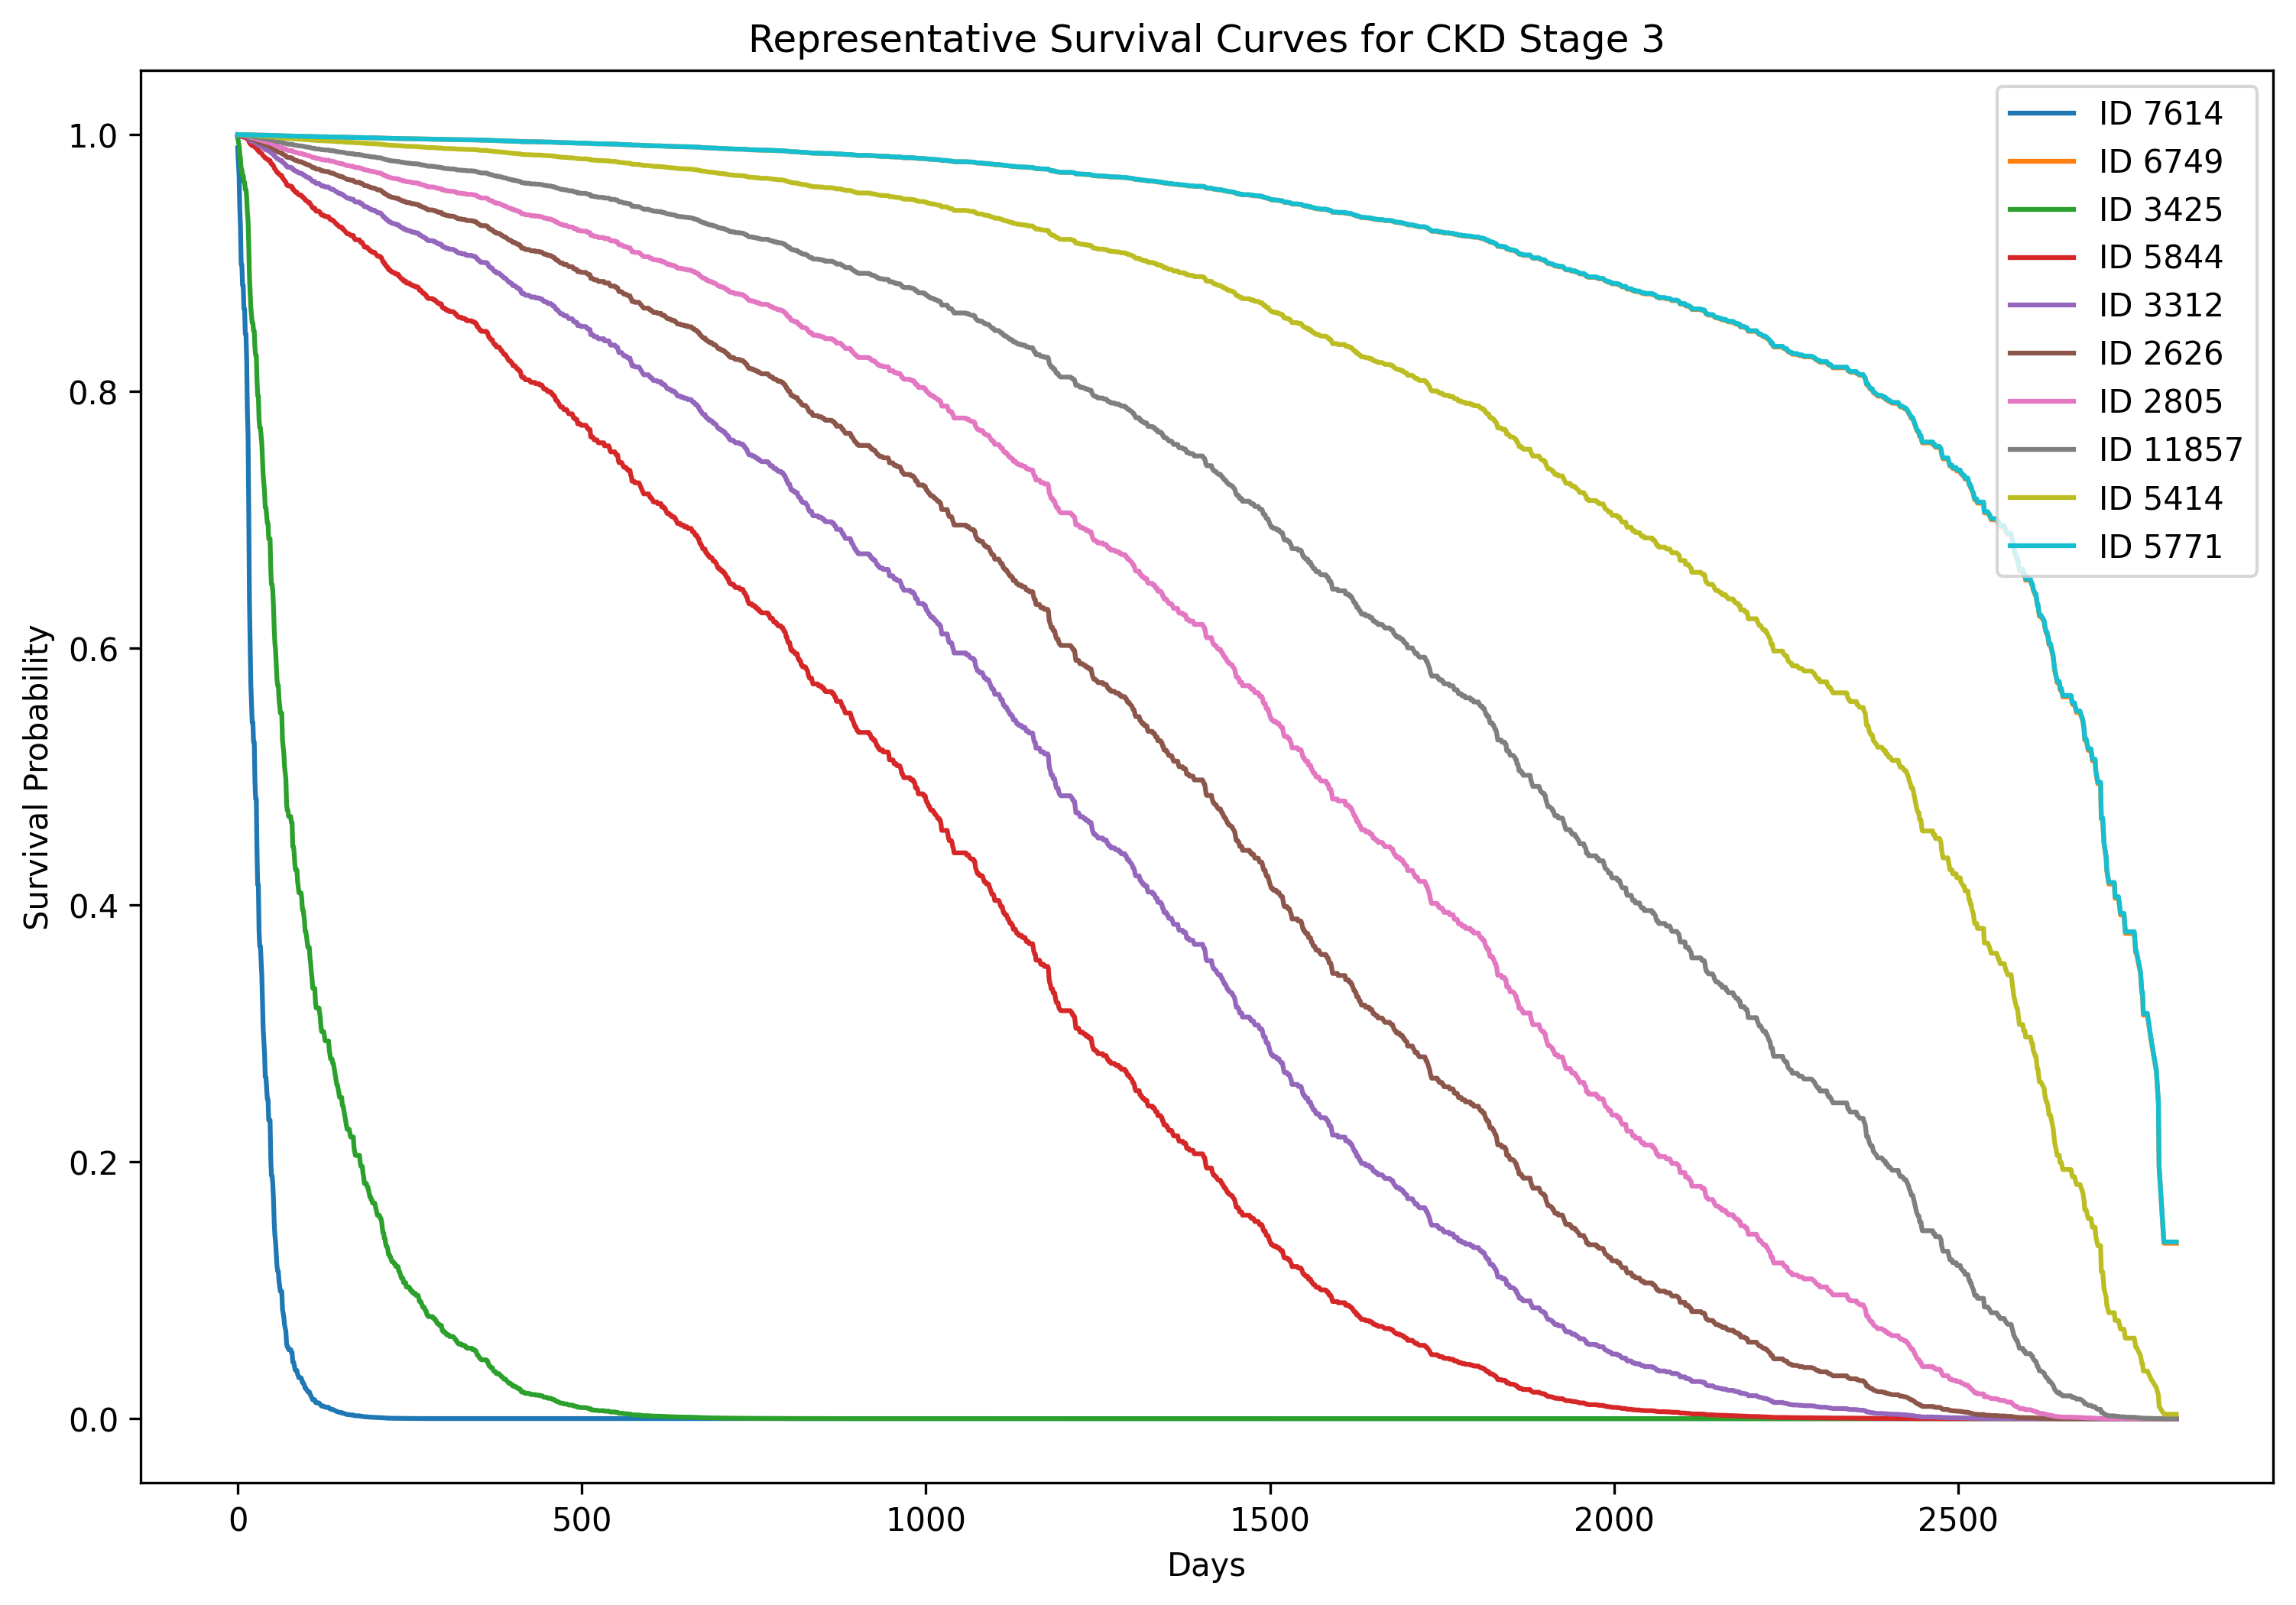 Representative Survival Curves for CKD Stage 3
Survival Probability
1.0
0.8
0.6
0.4
0.2
0.0
0
500
1000
1500
2000
2500
Days
ID 7614
ID 6749
ID 3425
ID 5844
ID 3312
ID 2626
ID 2805
ID 11857
ID 5414
ID 5771